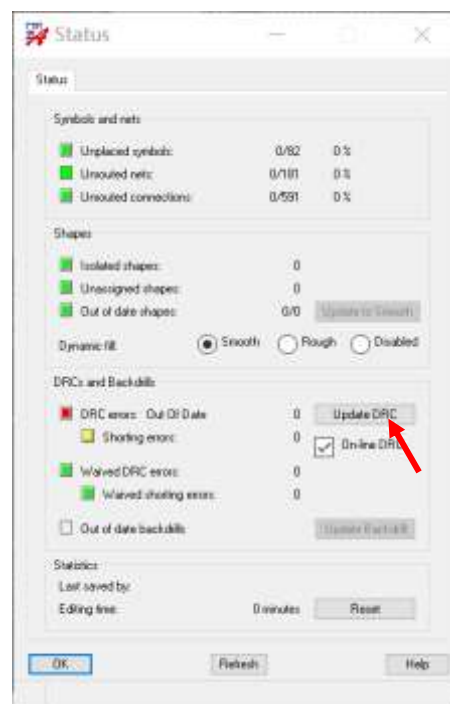 Status
Status
Symbols and nets
Unplaced symbols: 0/82 0 %
Unrouted nets: 0/181 0 %
Unrouted connections: 0/591 0 %
Shapes
Isolated shapes: 0
Unassigned shapes: 0
Out of date shapes: 0/0 Update to Smooth
Dynamic fill: Smooth Rough Disabled
DRCs and Backdrills
DRC errors: Out Of Date 0 Update DRC
Shorting errors: 0 On-line DRC
Waived DRC errors: 0
Waived shorting errors: 0
Out of date backdrills Update Backdrill
Statistics
Last saved by:
Editing time: 0 minutes Reset
OK Refresh Help